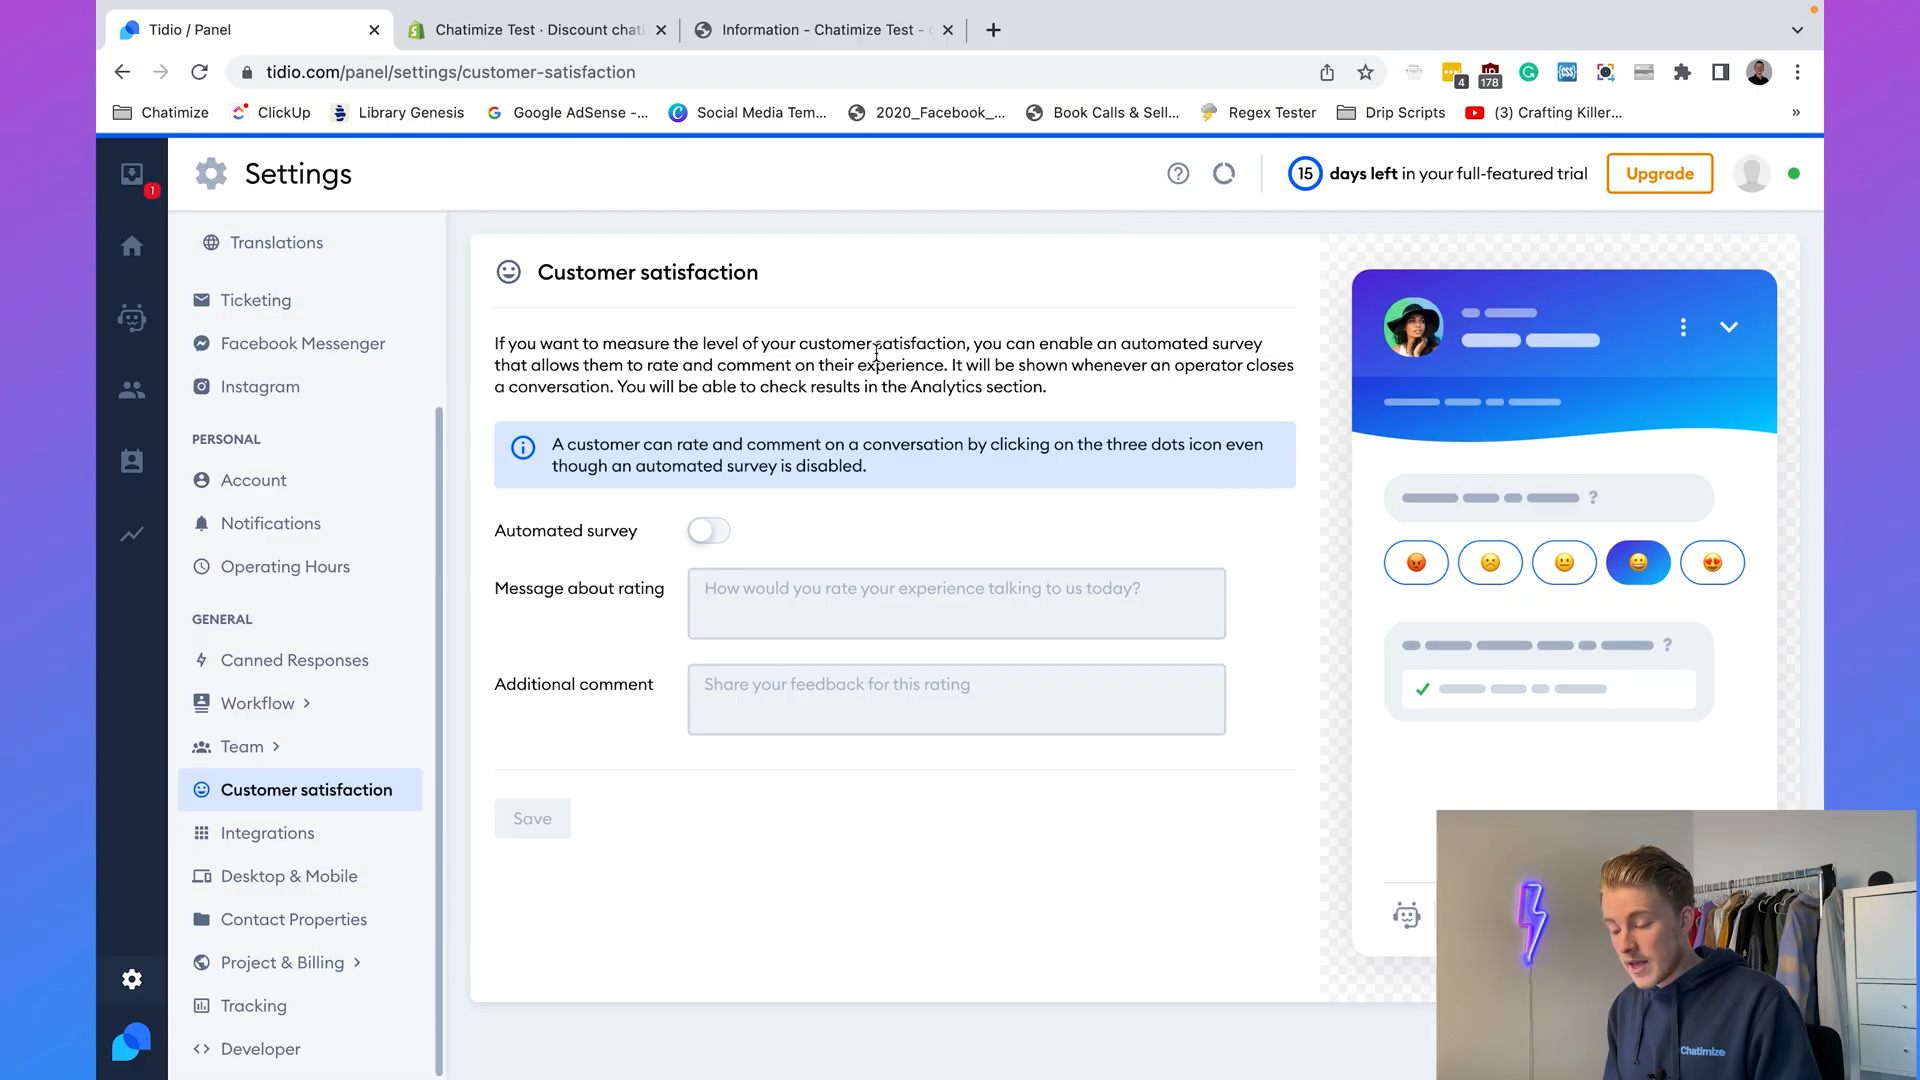 Tidio / Panel
Chatimize Test · Discount chati
Information - Chatimize Test -
tidio.com/panel/settings/customer-satisfaction
4
178
Chatimize
ClickUp
Library Genesis
Google AdSense -...
Social Media Tem...
2020_Facebook_...
Book Calls & Sell...
Regex Tester
Drip Scripts
(3) Crafting Killer...
»
1
Settings
15 days left in your full-featured trial
Upgrade
Translations
Ticketing
Facebook Messenger
Instagram
PERSONAL
Account
Notifications
Operating Hours
GENERAL
Canned Responses
Workflow
Team
Customer satisfaction
Integrations
Desktop & Mobile
Contact Properties
Project & Billing
Tracking
Developer
Customer satisfaction
If you want to measure the level of your customer satisfaction, you can enable an automated survey
that allows them to rate and comment on their experience. It will be shown whenever an operator closes
a conversation. You will be able to check results in the Analytics section.
A customer can rate and comment on a conversation by clicking on the three dots icon even
though an automated survey is disabled.
Automated survey
Message about rating
How would you rate your experience talking to us today?
Additional comment
Share your feedback for this rating
Save
?
?
Chatimize